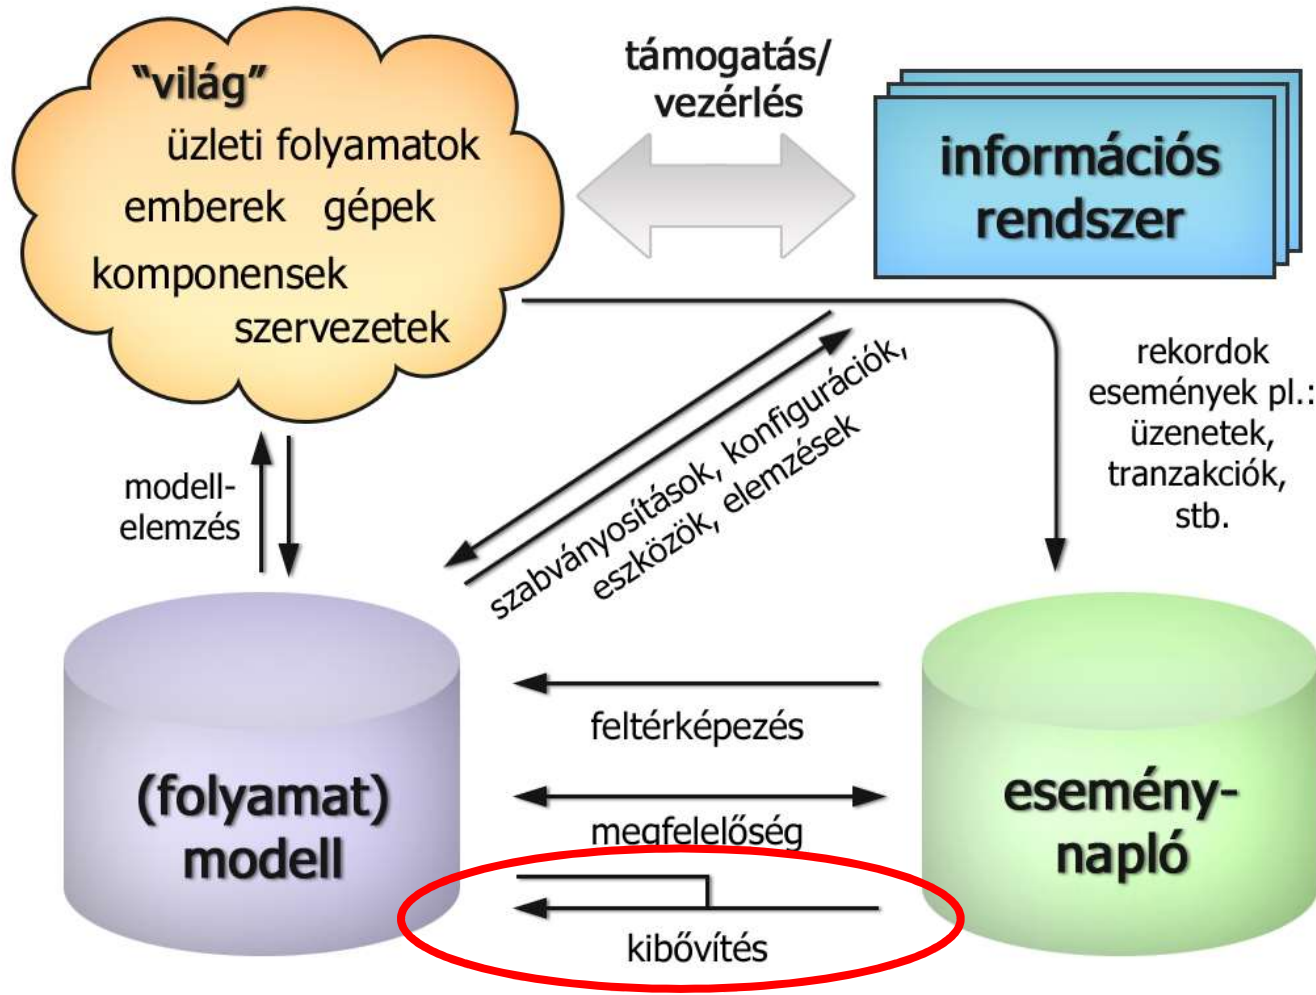 “világ”
üzleti folyamatok
emberek gépek
komponensek
szervezetek
támogatás/
vezérlés
információs
rendszer
rekordok
események pl.:
üzenetek,
tranzakciók,
stb.
szabványosítások, konfigurációk,
eszközök, elemzések
modell-
elemzés
(folyamat)
modell
feltérképezés
megfelelőség
kibővítés
esemény-
napló